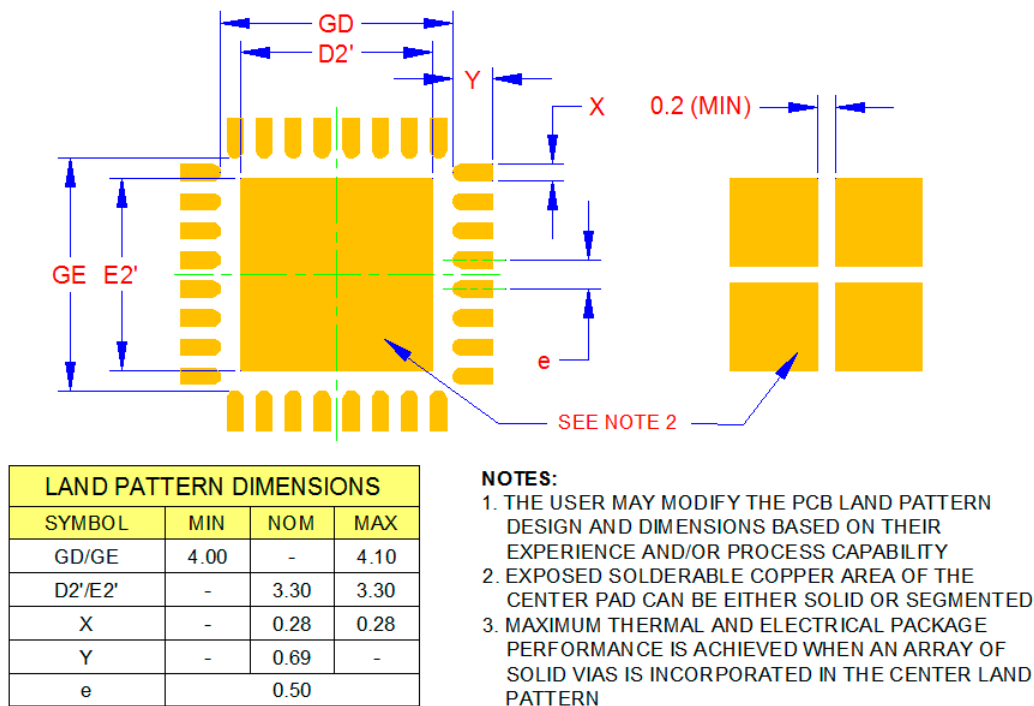 GD
D2'
Y
X
0.2 (MIN)
GE
E2'
e
SEE NOTE 2
LAND PATTERN DIMENSIONS
SYMBOL MIN NOM MAX
GD/GE 4.00 - 4.10
D2'/E2' - 3.30 3.30
X - 0.28 0.28
Y - 0.69 -
e 0.50
NOTES:
1. THE USER MAY MODIFY THE PCB LAND PATTERN
DESIGN AND DIMENSIONS BASED ON THEIR
EXPERIENCE AND/OR PROCESS CAPABILITY
2. EXPOSED SOLDERABLE COPPER AREA OF THE
CENTER PAD CAN BE EITHER SOLID OR SEGMENTED
3. MAXIMUM THERMAL AND ELECTRICAL PACKAGE
PERFORMANCE IS ACHIEVED WHEN AN ARRAY OF
SOLID VIAS IS INCORPORATED IN THE CENTER LAND
PATTERN